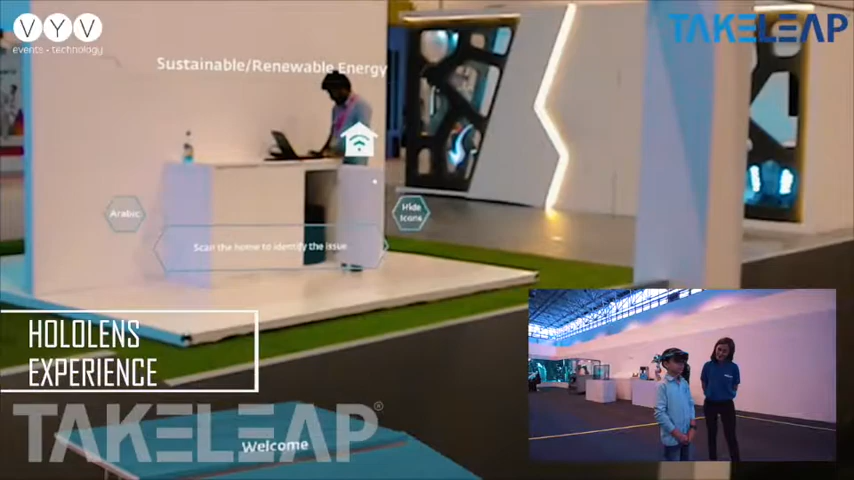 VYV
events + technology
TAKELEAP
Sustainable/Renewable Energy
Arabic
Hide
Icons
Scan the home to identify the issue
HOLOLENS
EXPERIENCE
TAKELEAP®
Welcome